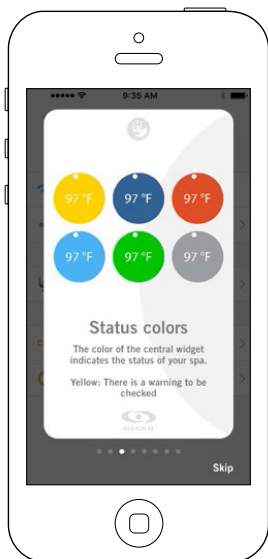 9:35 AM
97 °F 97 °F 97 °F
97 °F 97 °F 97 °F
Status colors
The color of the central widget
indicates the status of your spa.
Yellow: There is a warning to be
checked
GECKO
Skip